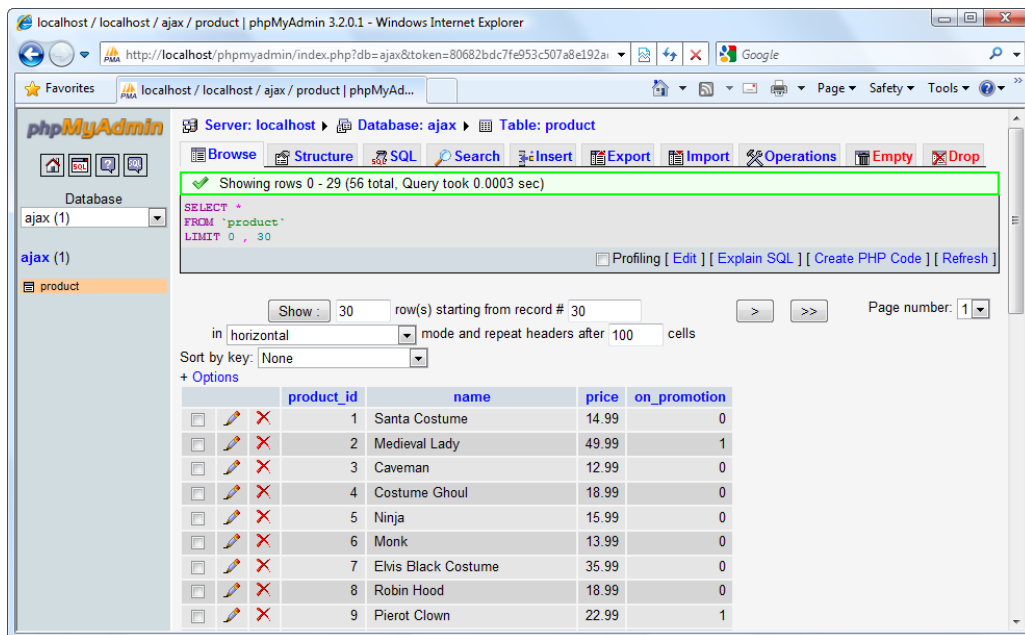 localhost / localhost / ajax / product | phpMyAdmin 3.2.0.1 - Windows Internet Explorer
http://localhost/phpmyadmin/index.php?db=ajax&token=80682bdc7fe953c507a8e192a
Google
Favorites
localhost / localhost / ajax / product | phpMyAd...
Page Safety Tools
phpMyAdmin
Server: localhost Database: ajax Table: product
Browse Structure SQL Search Insert Export Import Operations Empty Drop
Showing rows 0 - 29 (56 total, Query took 0.0003 sec)
SELECT *
FROM `product`
LIMIT 0 , 30
Profiling [ Edit ] [ Explain SQL ] [ Create PHP Code ] [ Refresh ]
Database
ajax (1)
ajax (1)
product
Show : 30 row(s) starting from record # 30 > >> Page number: 1
in horizontal mode and repeat headers after 100 cells
Sort by key: None
+ Options
product_id name price on_promotion
1 Santa Costume 14.99 0
2 Medieval Lady 49.99 1
3 Caveman 12.99 0
4 Costume Ghoul 18.99 0
5 Ninja 15.99 0
6 Monk 13.99 0
7 Elvis Black Costume 35.99 0
8 Robin Hood 18.99 0
9 Pierot Clown 22.99 1